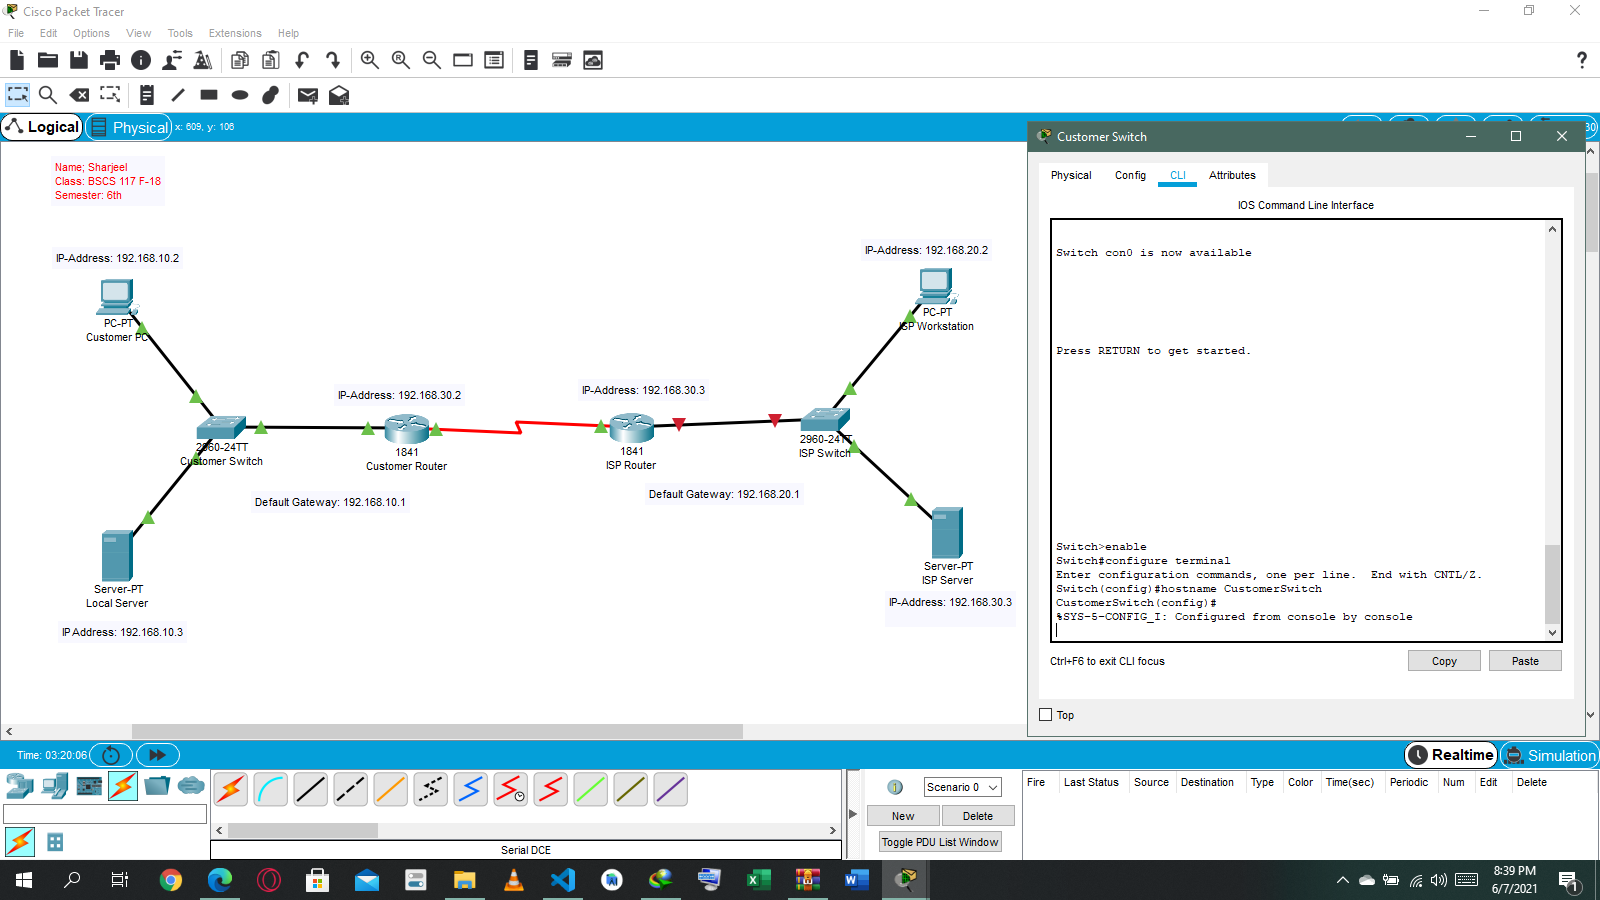 Cisco Packet Tracer
File Edit Options View Tools Extensions Help
Logical Physical x: 609, y: 106
Name; Sharjeel
Class: BSCS 117 F-18
Semester: 6th
IP-Address: 192.168.10.2
PC-PT
Customer PC
IP-Address: 192.168.20.2
PC-PT
ISP Workstation
IP-Address: 192.168.30.2
IP-Address: 192.168.30.3
2960-24TT
Customer Switch
1841
Customer Router
1841
ISP Router
2960-24TT
ISP Switch
Default Gateway: 192.168.10.1
Default Gateway: 192.168.20.1
Server-PT
Local Server
IP Address: 192.168.10.3
Server-PT
ISP Server
IP-Address: 192.168.30.3
Customer Switch
Physical Config CLI Attributes
IOS Command Line Interface
Switch con0 is now available
Press RETURN to get started.
Switch>enable
Switch#configure terminal
Enter configuration commands, one per line.  End with CNTL/Z.
Switch(config)#hostname CustomerSwitch
CustomerSwitch(config)#
%SYS-5-CONFIG_I: Configured from console by console
Ctrl+F6 to exit CLI focus
Copy Paste
Top
Time: 03:20:06
Realtime Simulation
Scenario 0
New Delete
Toggle PDU List Window
Fire Last Status Source Destination Type Color Time(sec) Periodic Num Edit Delete
Serial DCE
8:39 PM
6/7/2021
1